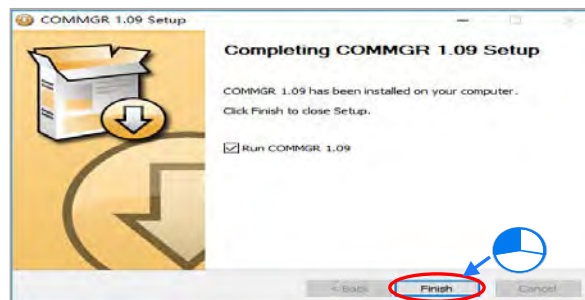 COMMGR 1.09 Setup
Completing COMMGR 1.09 Setup
COMMGR 1.09 has been installed on your computer.
Click Finish to close Setup.
Run COMMGR 1.09
< Back
Finish
Cancel